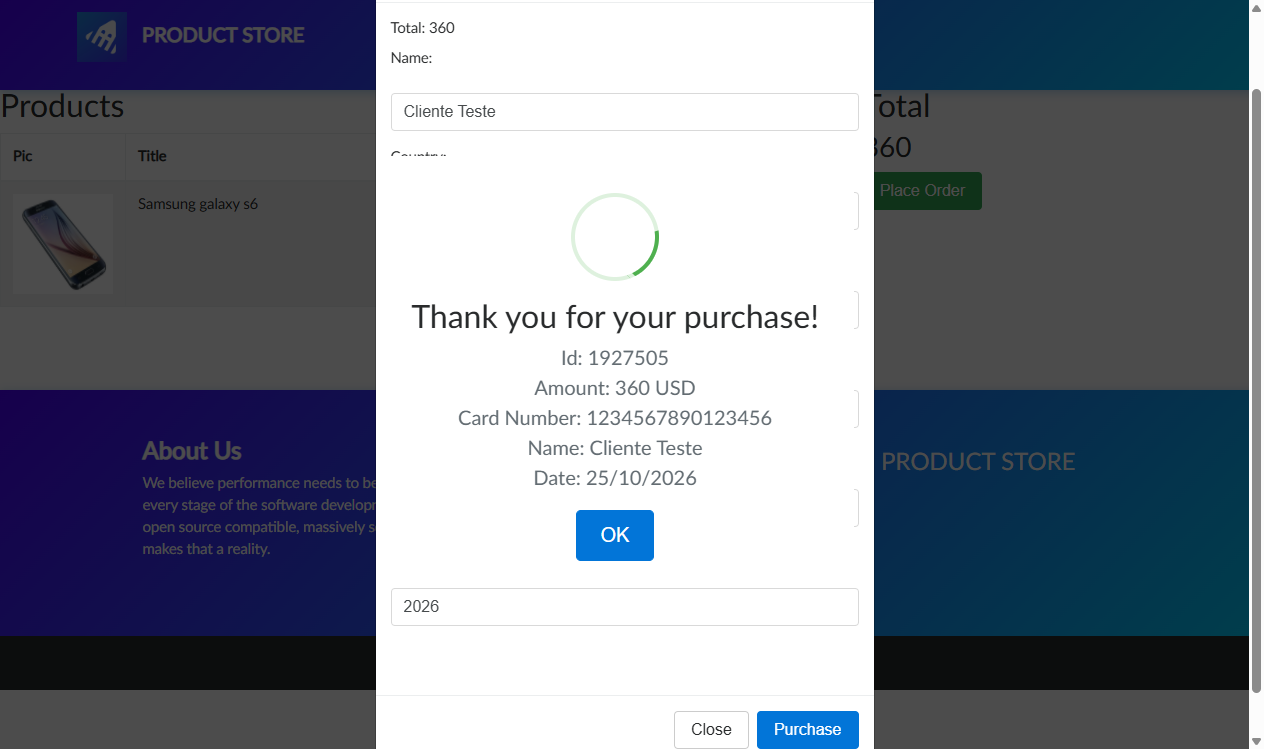 PRODUCT STORE
Total: 360
Name:
Cliente Teste
Country:
Products
Pic
Title
Samsung galaxy s6
Total
360
Place Order
Thank you for your purchase!
Id: 1927505
Amount: 360 USD
Card Number: 1234567890123456
Name: Cliente Teste
Date: 25/10/2026
OK
2026
Close
Purchase
About Us
We believe performance needs to be
every stage of the software
open source compatible, massively
makes that a reality.
PRODUCT STORE